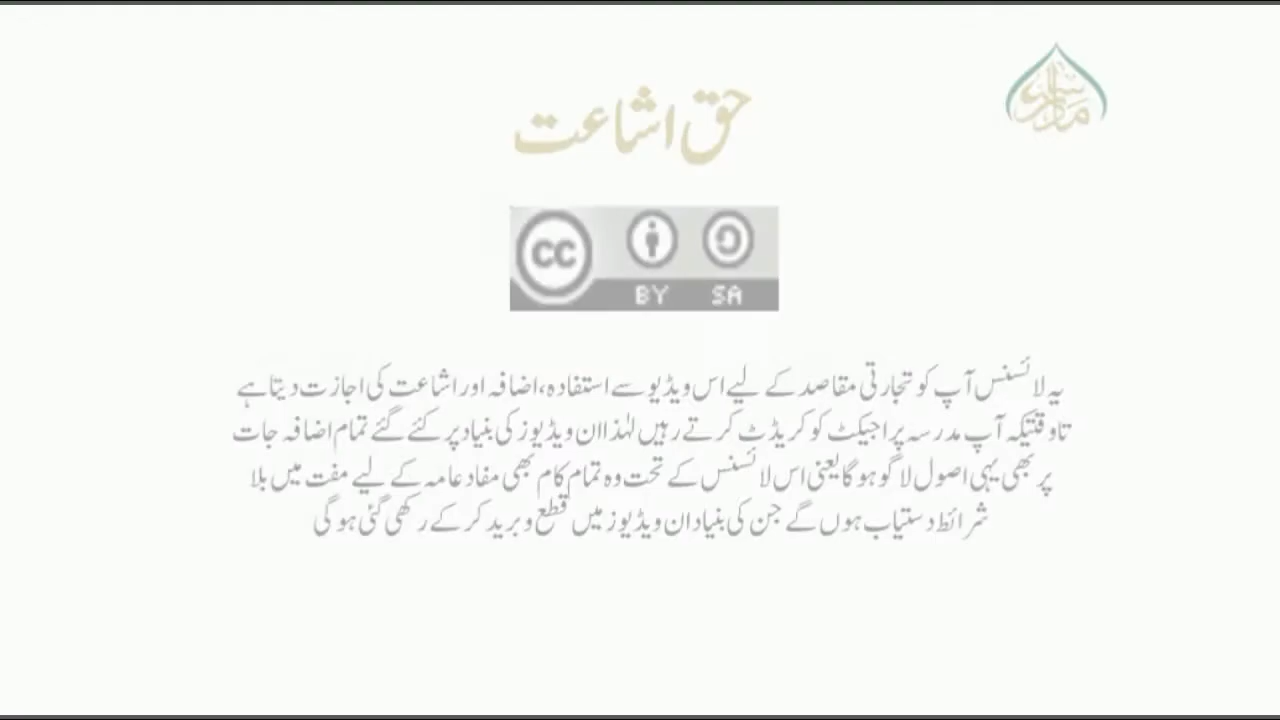 حق اشاعت
cc
BY SA
یہ لائسنس آپ کو تجارتی مقاصد کے لیے اس ویڈیو سے استفادہ، اضافہ اور اشاعت کی اجازت دیتا ہے
تاوقتیکہ آپ مدرسہ پراجیکٹ کو کریڈٹ کرتے رہیں لہٰذا ان ویڈیوز کی بنیاد پر کئے گئے تمام اضافہ جات
پر بھی یہی اصول لاگو ہوگا یعنی اس لائسنس کے تحت وہ تمام کام بھی مفاد عامہ کے لیے مفت میں بلا
شرائط دستیاب ہوں گے جن کی بنیاد ان ویڈیوز میں قطع و برید کر کے رکھی گئی ہو گی